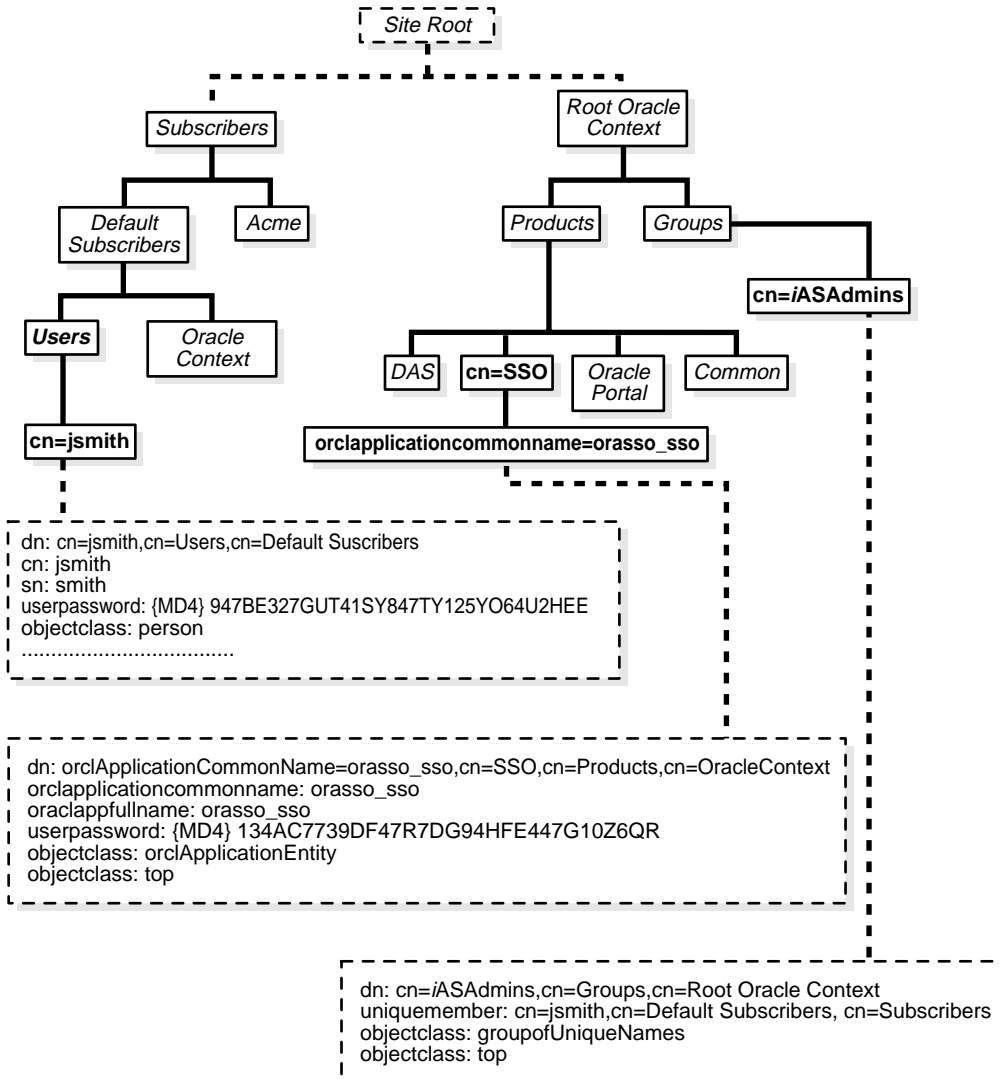 Site Root
Subscribers
Root Oracle
Context
Default
Subscribers
Acme
Products
Groups
cn=iASAdmins
Users
Oracle
Context
DAS
cn=SSO
Oracle
Portal
Common
cn=jsmith
orclapplicationcommonname=orasso_sso
dn: cn=jsmith,cn=Users,cn=Default Suscribers
cn: jsmith
sn: smith
userpassword: {MD4} 947BE327GUT41SY847TY125YO64U2HEE
objectclass: person
....................................
dn: orclApplicationCommonName=orasso_sso,cn=SSO,cn=Products,cn=OracleContext
orclapplicationcommonname: orasso_sso
oraclappfullname: orasso_sso
userpassword: {MD4} 134AC7739DF47R7DG94HFE447G10Z6QR
objectclass: orclApplicationEntity
objectclass: top
dn: cn=iASAdmins,cn=Groups,cn=Root Oracle Context
uniquemember: cn=jsmith,cn=Default Subscribers, cn=Subscribers
objectclass: groupofUniqueNames
objectclass: top